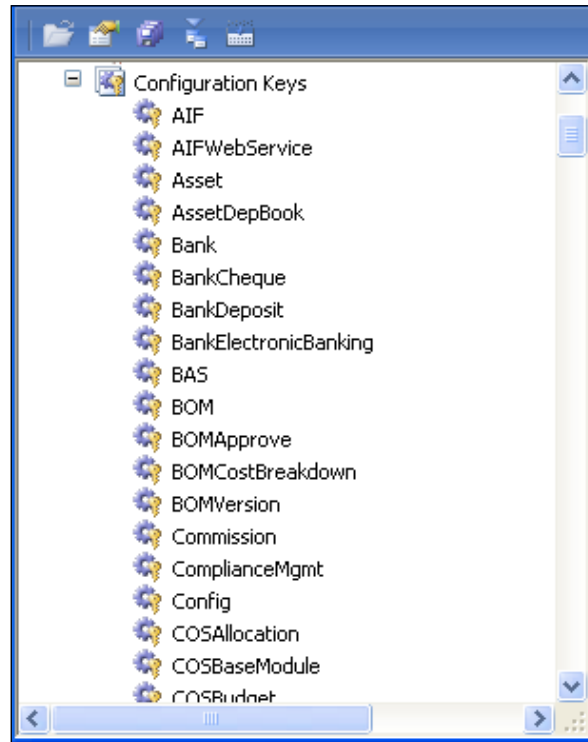 Configuration Keys
AIF
AIFWebService
Asset
AssetDepBook
Bank
BankCheque
BankDeposit
BankElectronicBanking
BAS
BOM
BOMApprove
BOMCostBreakdown
BOMVersion
Commission
ComplianceMgmt
Config
COSAllocation
COSBaseModule
COSBudget